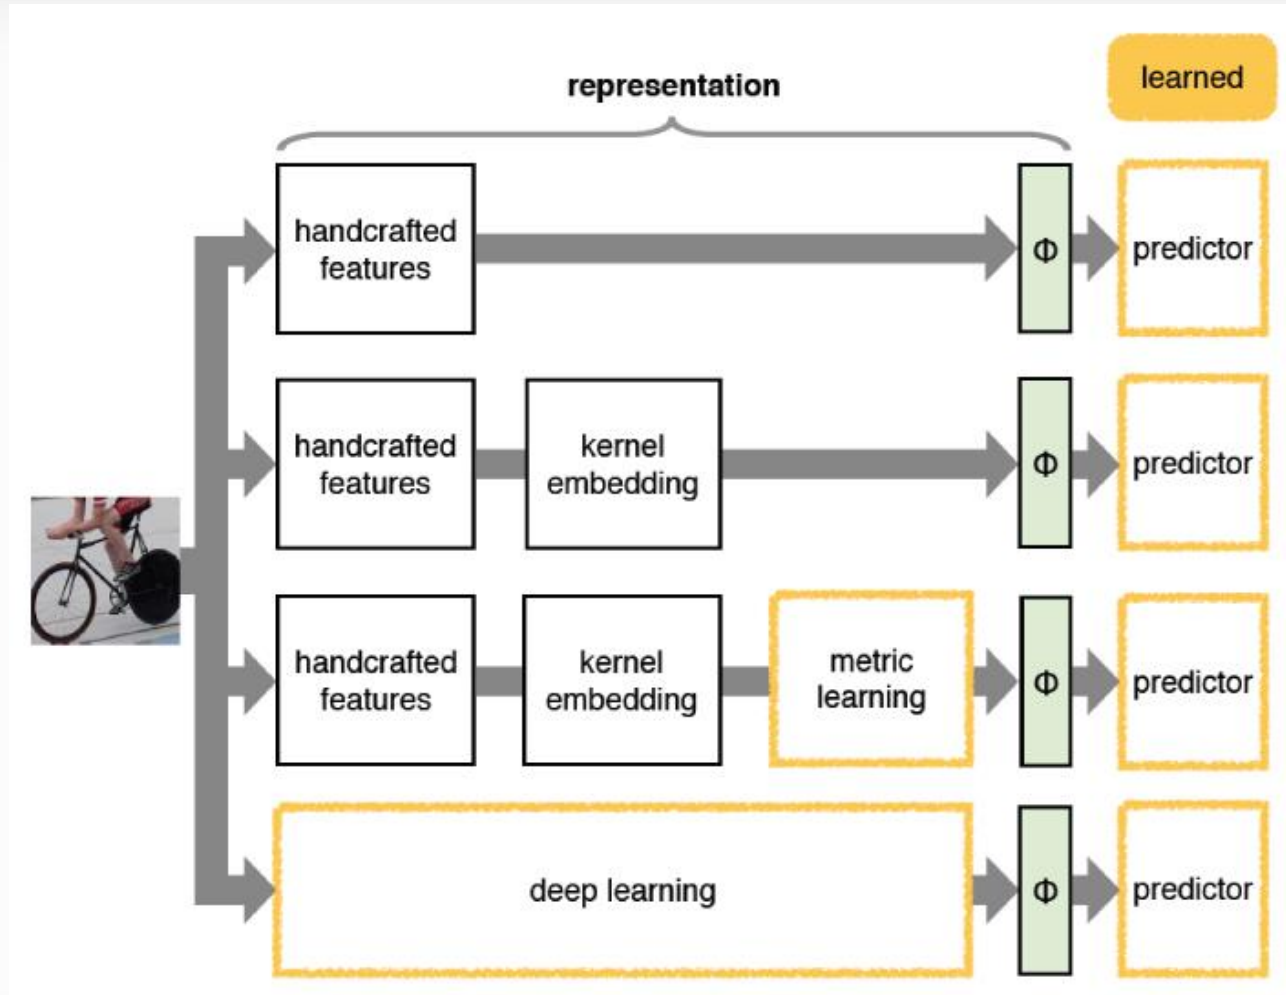 representation
learned
handcrafted
features
Φ
predictor
handcrafted
features
kernel
embedding
Φ
predictor
handcrafted
features
kernel
embedding
metric
learning
Φ
predictor
deep learning
Φ
predictor